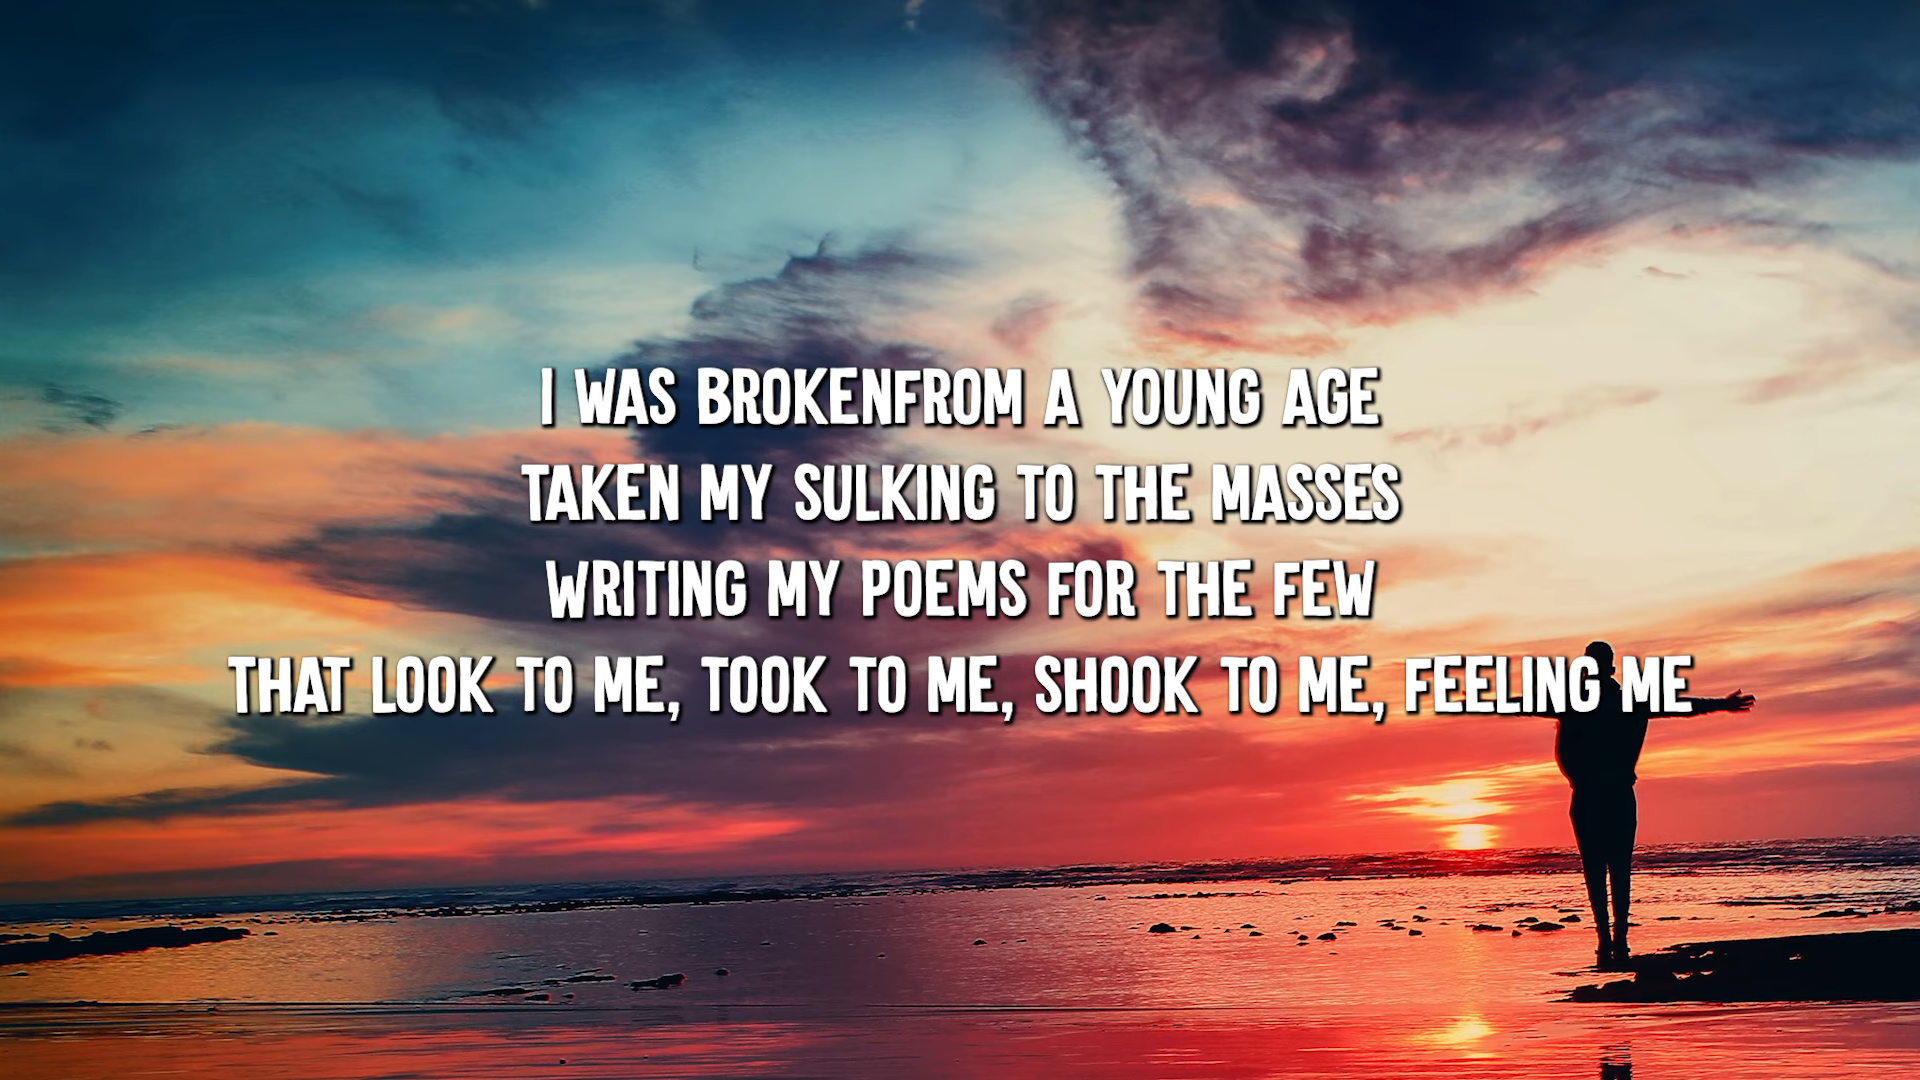 I WAS BROKENFROM A YOUNG AGE
TAKEN MY SULKING TO THE MASSES
WRITING MY POEMS FOR THE FEW
THAT LOOK TO ME, TOOK TO ME, SHOOK TO ME, FEELING ME